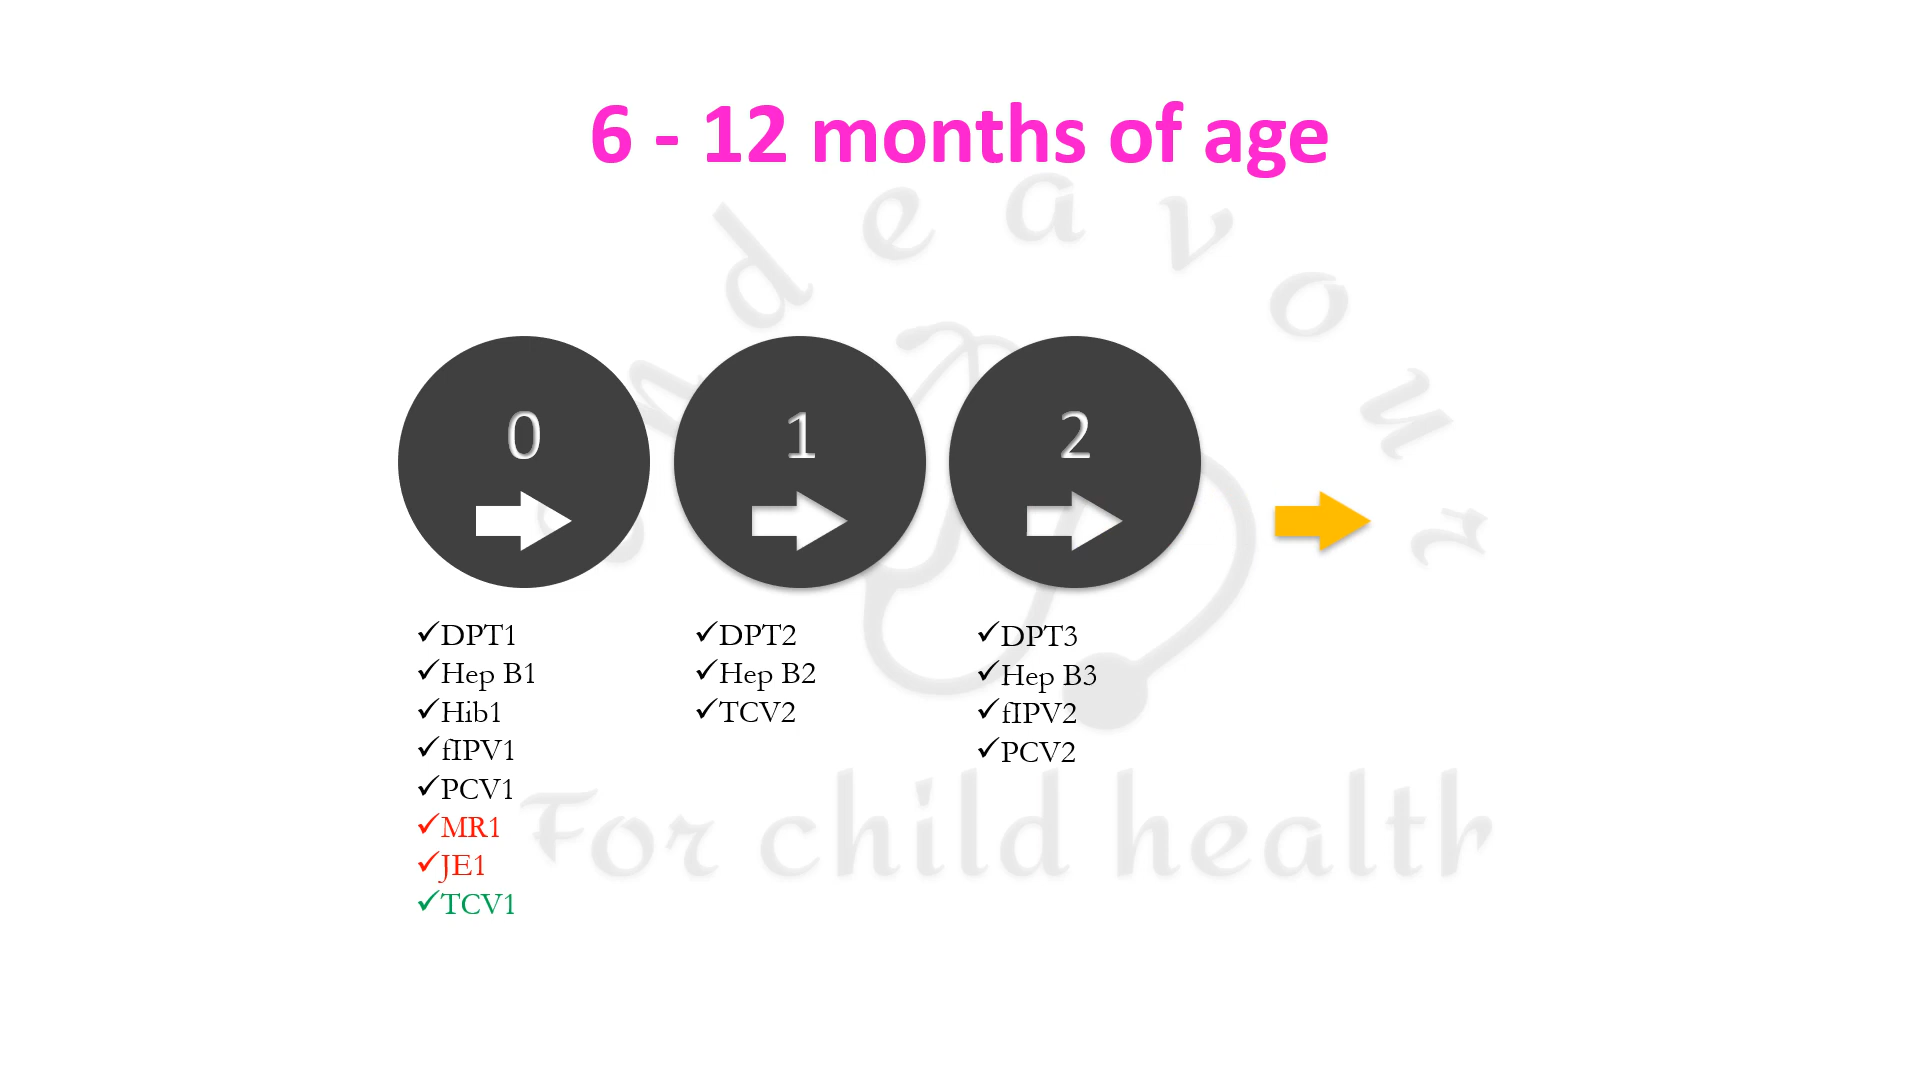 6 - 12 months of age
endeavour
0
1
2
✓DPT1
✓Hep B1
✓Hib1
✓fIPV1
✓PCV1
✓MR1
✓JE1
✓TCV1
✓DPT2
✓Hep B2
✓TCV2
✓DPT3
✓Hep B3
✓fIPV2
✓PCV2
For child health